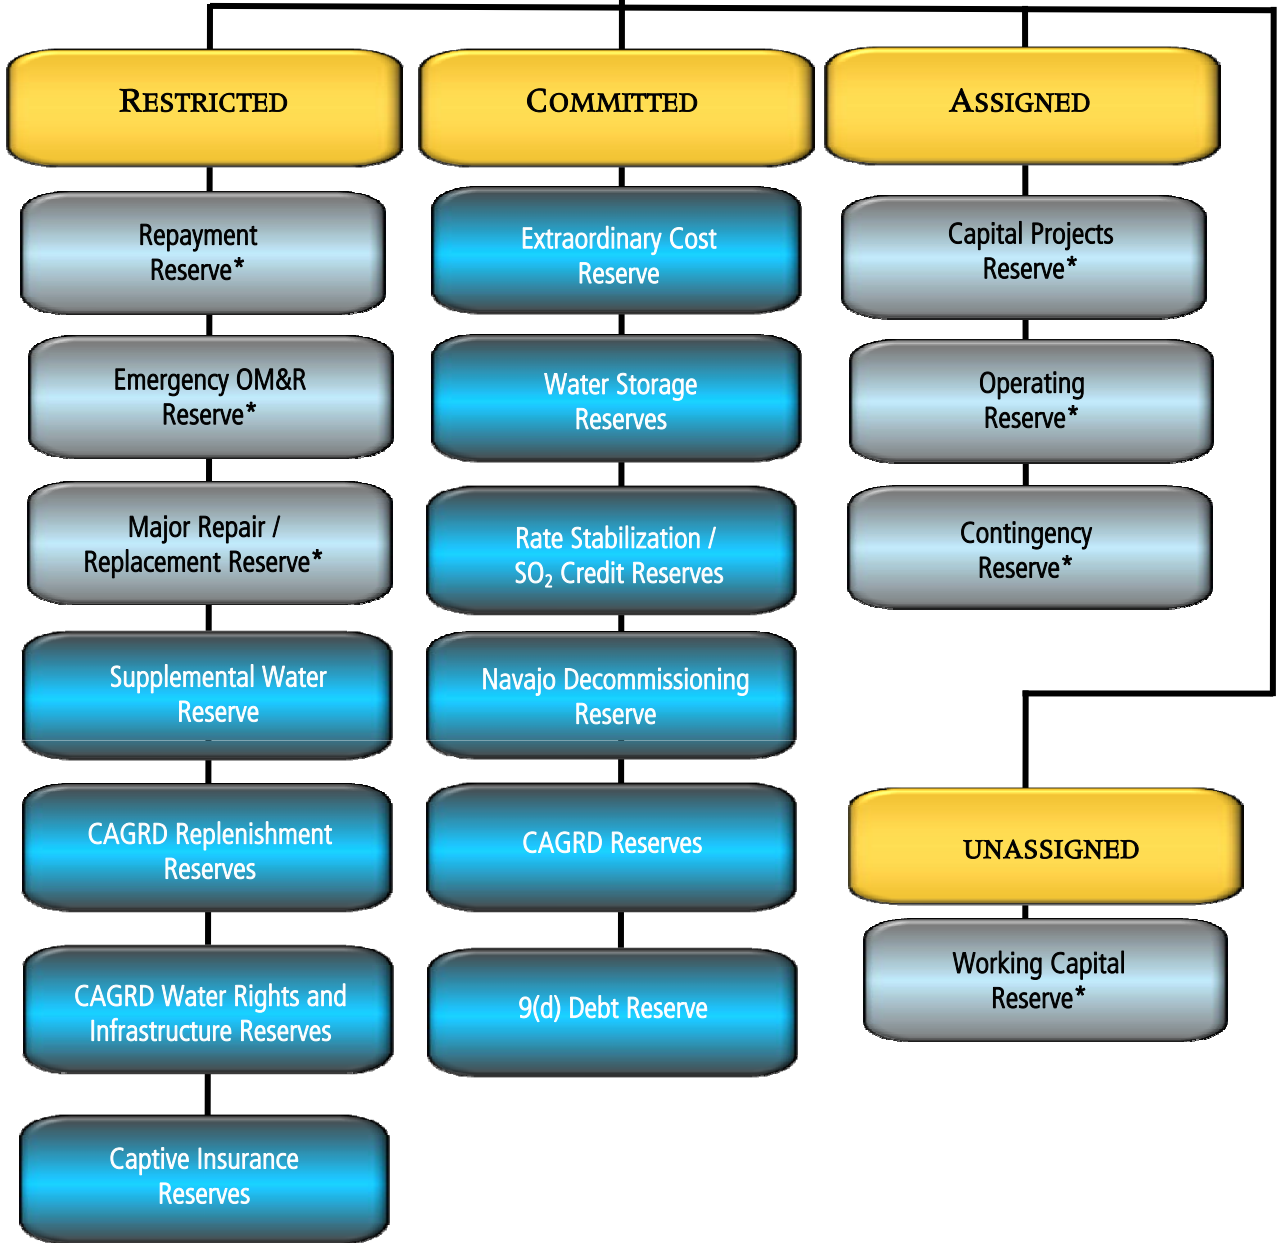 RESTRICTED
Repayment
Reserve*
Emergency OM&R
Reserve*
Major Repair /
Replacement Reserve*
Supplemental Water
Reserve
CAGRD Replenishment
Reserves
CAGRD Water Rights and
Infrastructure Reserves
Captive Insurance
Reserves
COMMITTED
Extraordinary Cost
Reserve
Water Storage
Reserves
Rate Stabilization /
SO₂ Credit Reserves
Navajo Decommissioning
Reserve
CAGRD Reserves
9(d) Debt Reserve
ASSIGNED
Capital Projects
Reserve*
Operating
Reserve*
Contingency
Reserve*
UNASSIGNED
Working Capital
Reserve*